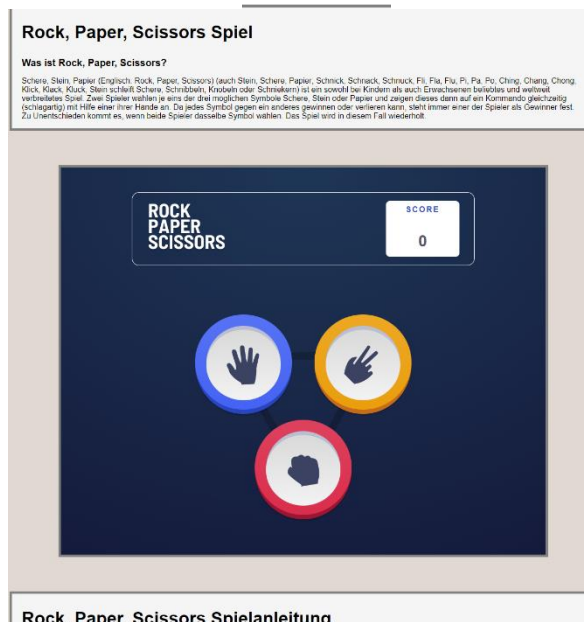 Rock, Paper, Scissors Spiel
Was ist Rock, Paper, Scissors?
Schere, Stein, Papier (Englisch: Rock, Paper, Scissors) (auch Stein, Schere, Papier, Schnick, Schnack, Schnuck, Fli, Fla, Flu, Pi, Pa, Po, Ching, Chang, Chong,
Klick, Klack, Kluck, Stein schleift Schere, Schnibbeln, Knobeln oder Schniekern) ist ein sowohl bei Kindern als auch Erwachsenen beliebtes und weltweit
verbreitetes Spiel. Zwei Spieler wählen je eins der drei möglichen Symbole Schere, Stein oder Papier und zeigen dieses dann auf ein Kommando gleichzeitig
(schlagartig) mit Hilfe einer ihrer Hände an. Da jedes Symbol gegen ein anderes gewinnen oder verlieren kann, steht immer einer der Spieler als Gewinner fest.
Zu Unentschieden kommt es, wenn beide Spieler dasselbe Symbol wählen. Das Spiel wird in diesem Fall wiederholt.
ROCK
PAPER
SCISSORS
SCORE
0
Rock, Paper, Scissors Spielanleitung